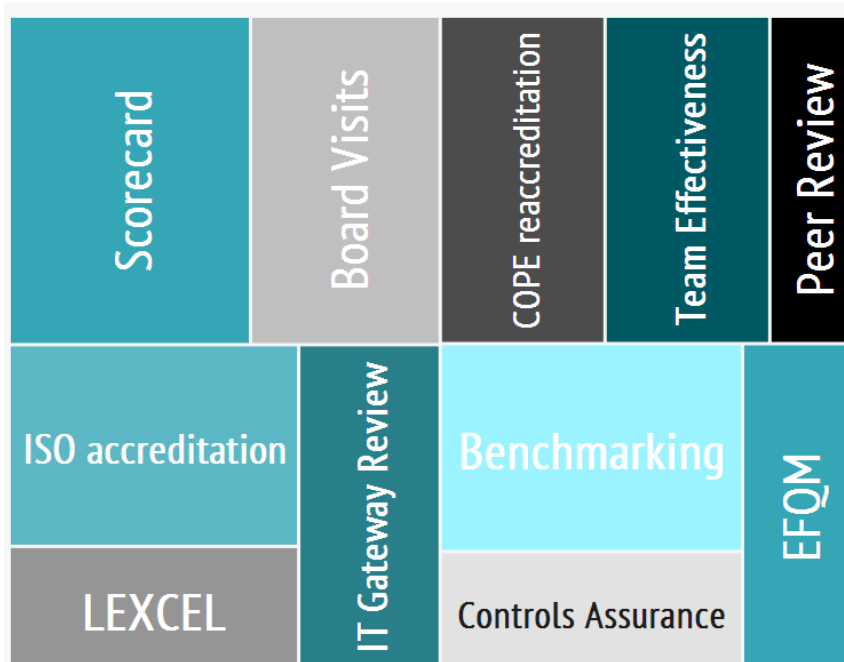 Scorecard
Board Visits
COPE reaccreditation
Team Effectiveness
Peer Review
ISO accreditation
IT Gateway Review
Benchmarking
EFQM
LEXCEL
Controls Assurance